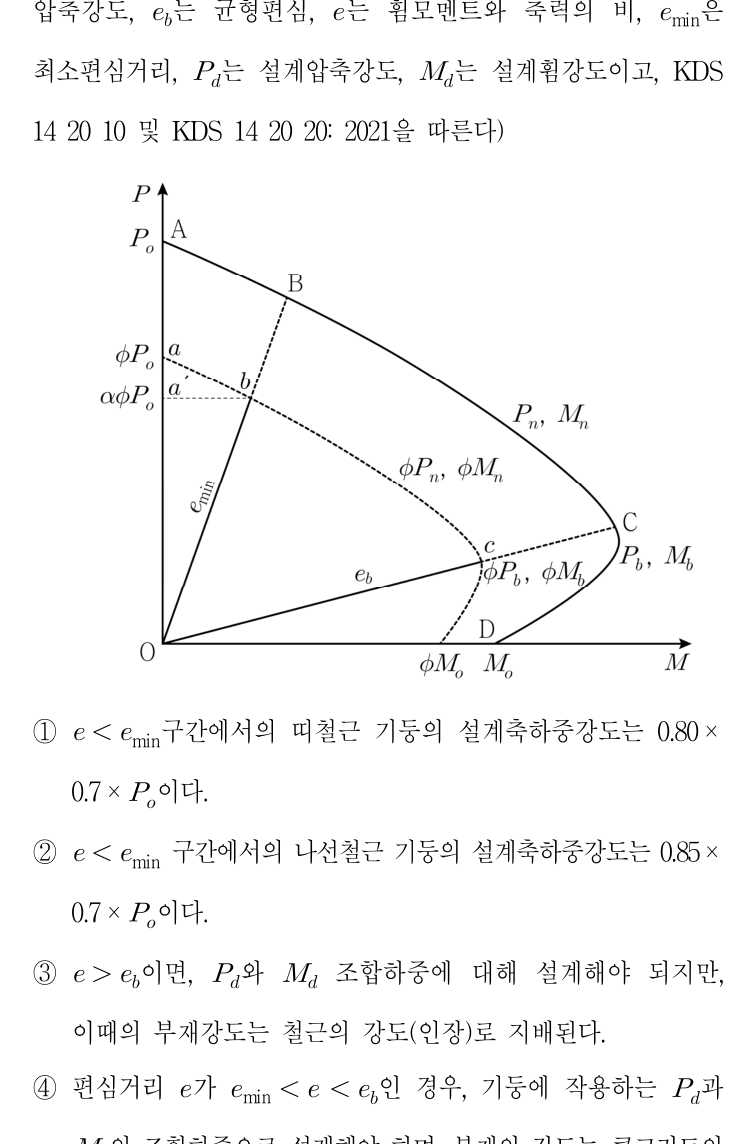 압축강도, e_b는 균형편심, e는 휨모멘트와 축력의 비, e_min은
최소편심거리, P_d는 설계압축강도, M_d는 설계휨강도이고, KDS
14 20 10 및 KDS 14 20 20: 2021을 따른다)
P
P_o
A
B
ϕP_o
a
αϕP_o
a´
b
P_n, M_n
ϕP_n, ϕM_n
e_min
C
c
P_b, M_b
e_b
ϕP_b, ϕM_b
D
O
ϕM_o
M_o
M
① e < e_min구간에서의 띠철근 기둥의 설계축하중강도는 0.80 ×
0.7 × P_o이다.
② e < e_min 구간에서의 나선철근 기둥의 설계축하중강도는 0.85 ×
0.7 × P_o이다.
③ e > e_b이면, P_d와 M_d 조합하중에 대해 설계해야 되지만,
이때의 부재강도는 철근의 강도(인장)로 지배된다.
④ 편심거리 e가 e_min < e < e_b인 경우, 기둥에 작용하는 P_d과